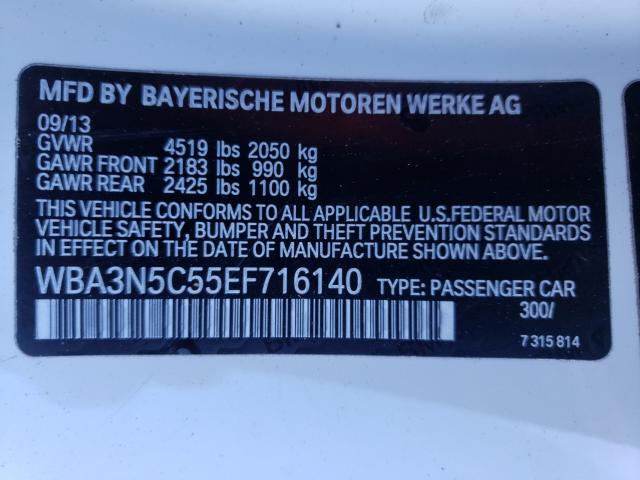 MFD BY BAYERISCHE MOTOREN WERKE AG
09/13
GVWR 4519 lbs 2050 kg
GAWR FRONT 2183 lbs 990 kg
GAWR REAR 2425 lbs 1100 kg
THIS VEHICLE CONFORMS TO ALL APPLICABLE U.S.FEDERAL MOTOR
VEHICLE SAFETY, BUMPER AND THEFT PREVENTION STANDARDS
IN EFFECT ON THE DATE OF MANUFACTURE SHOWN ABOVE.
WBA3N5C55EF716140 TYPE: PASSENGER CAR
300/
7 315 814